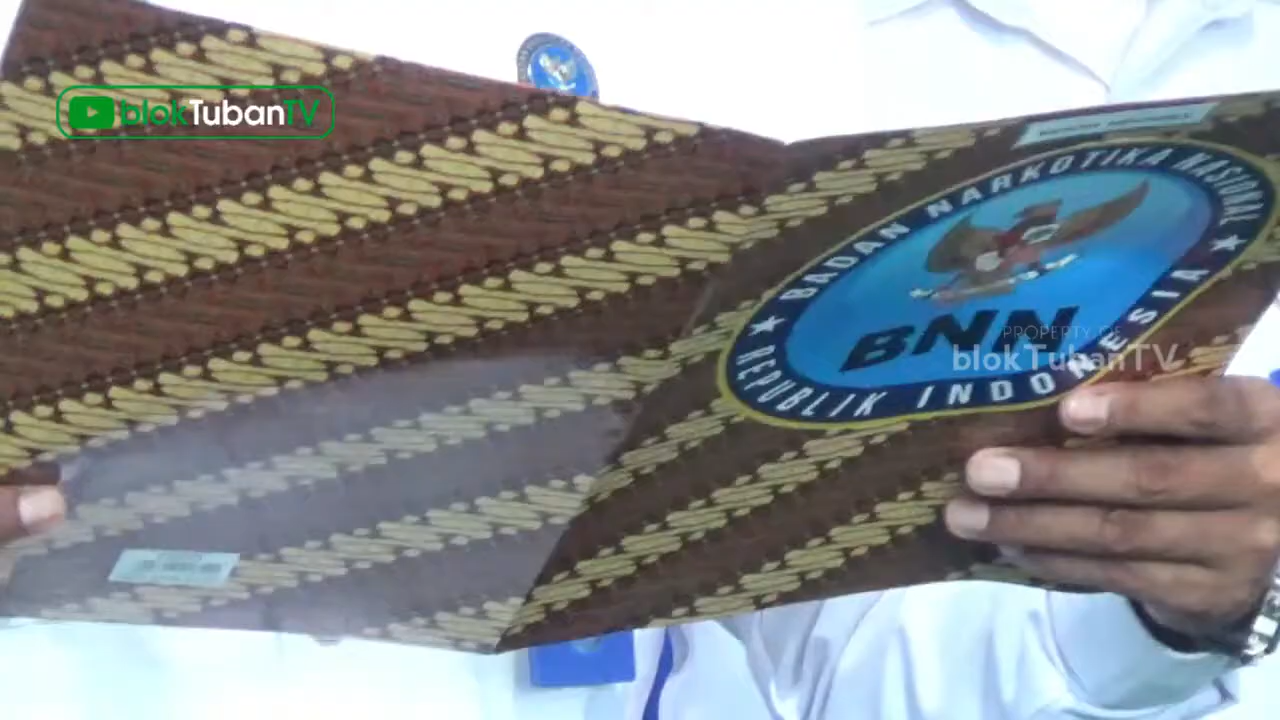 blokTubanTV
BADAN NARKOTIKA NASIONAL
BNN
REPUBLIK INDONESIA
PROPERTY OF
blokTubanTV